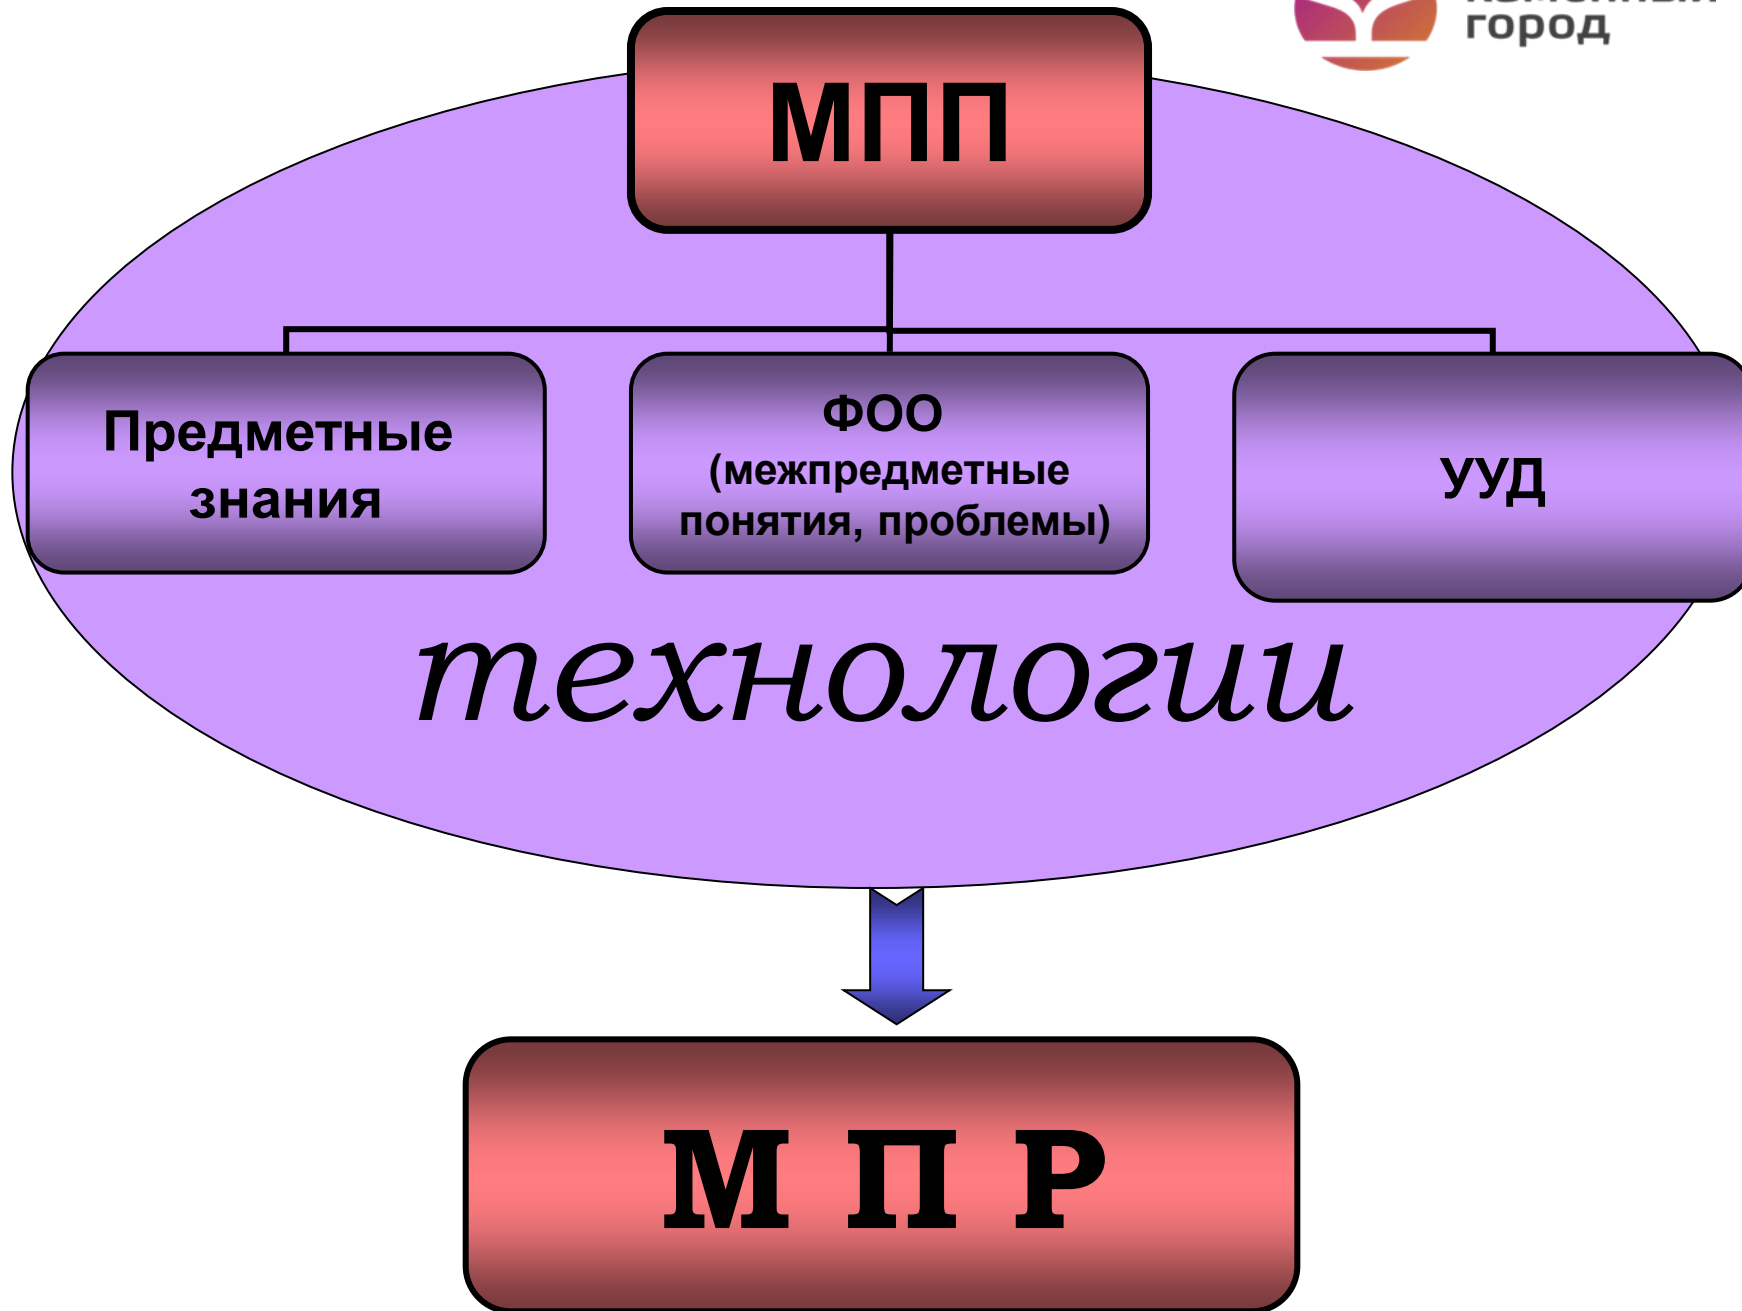 город
МПП
Предметные
знания
ФОО
(межпредметные
понятия, проблемы)
УУД
технологии
М П Р